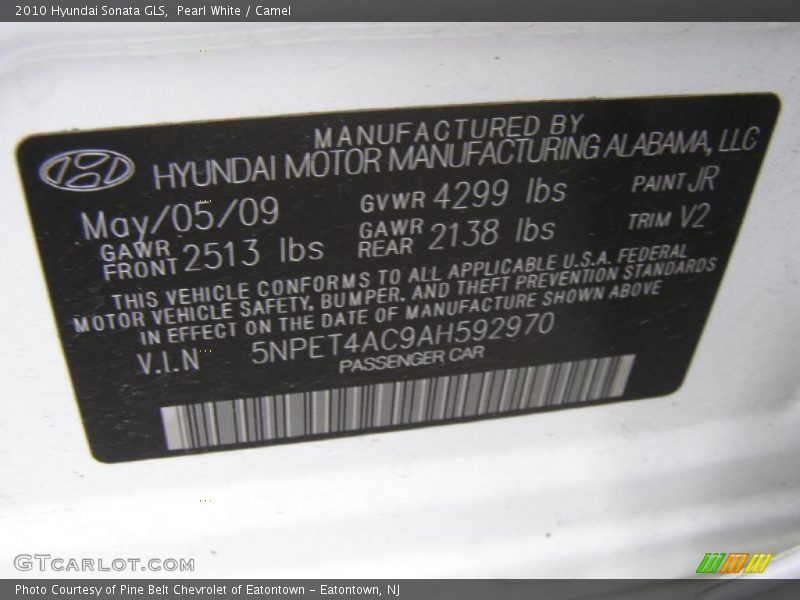 2010 Hyundai Sonata GLS, Pearl White / Camel
MANUFACTURED BY
HYUNDAI MOTOR MANUFACTURING ALABAMA, LLC
May/05/09 GVWR 4299 lbs PAINT JR
GAWR FRONT 2513 lbs GAWR REAR 2138 lbs TRIM V2
THIS VEHICLE CONFORMS TO ALL APPLICABLE U.S.A. FEDERAL
MOTOR VEHICLE SAFETY, BUMPER, AND THEFT PREVENTION STANDARDS
IN EFFECT ON THE DATE OF MANUFACTURE SHOWN ABOVE
V.I.N 5NPET4AC9AH592970
PASSENGER CAR
GTCARLOT.COM
Photo Courtesy of Pine Belt Chevrolet of Eatontown - Eatontown, NJ